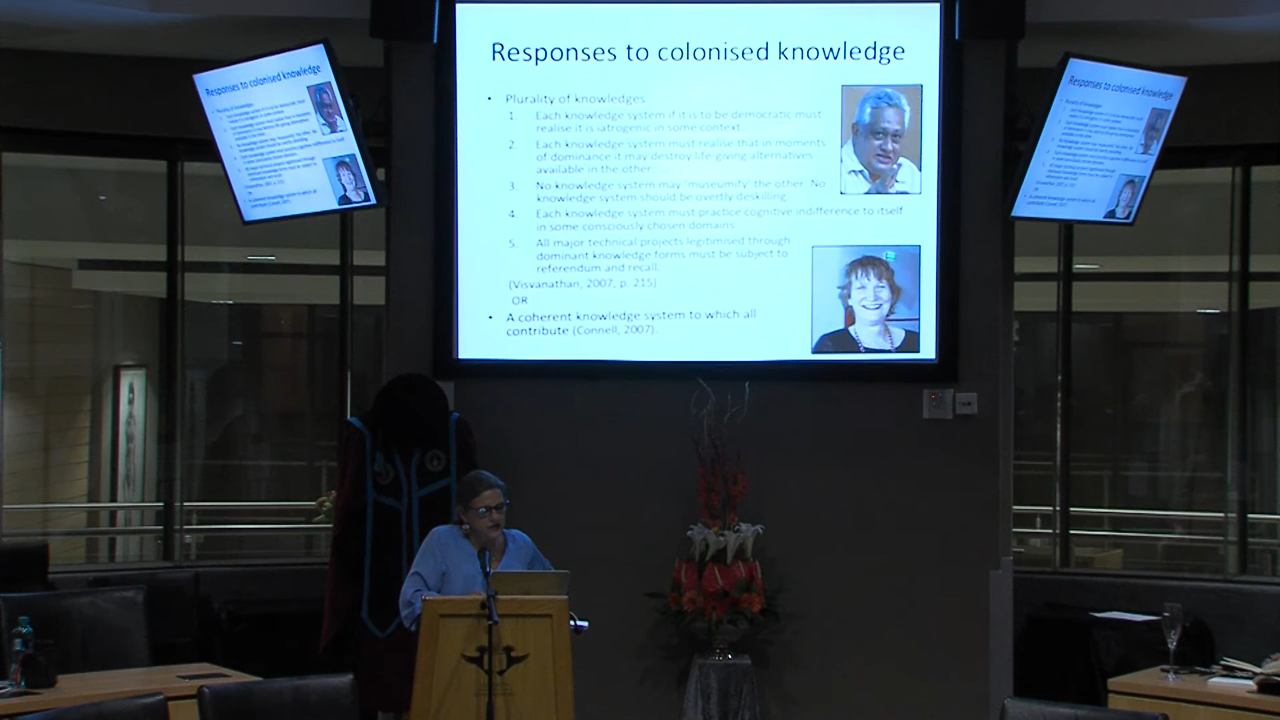 Responses to colonised knowledge
• Plurality of knowledges
1. Each knowledge system if it is to be democratic must
realise it is iatrogenic in some context.
2. Each knowledge system must realise that in moments
of dominance it may destroy life-giving alternatives
available in the other.
3. No knowledge system may 'museumify' the other. No
knowledge system should be overtly deskilling.
4. Each knowledge system must practice cognitive indifference to itself
in some consciously chosen domains.
5. All major technical projects legitimised through
dominant knowledge forms must be subject to
referendum and recall.
(Visvanathan, 2007, p. 215)
OR
• A coherent knowledge system to which all
contribute (Connell, 2007).
Responses to colonised knowledge
Responses to colonised knowledge